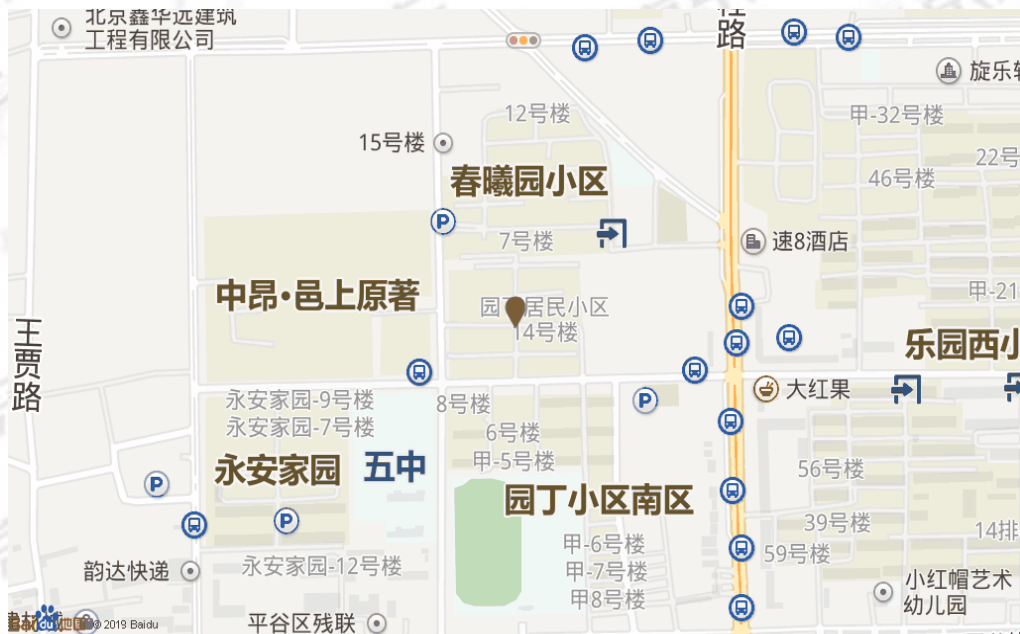 北京鑫华远建筑
工程有限公司
路
旋乐轩
12号楼
甲-32号楼
15号楼
22号
46号楼
春曦园小区
7号楼
速8酒店
中昂·邑上原著
甲-21
园
居民小区
14号楼
王贾路
乐园西小
大红果
永安家园-9号楼
8号楼
永安家园-7号楼
6号楼
甲-5号楼
永安家园
五中
56号楼
园丁小区南区
39号楼
14排
甲-6号楼
59号楼
永安家园-12号楼
韵达快递
甲-7号楼
小红帽艺术
幼儿园
甲8号楼
平谷区残联
© 2019 Baidu